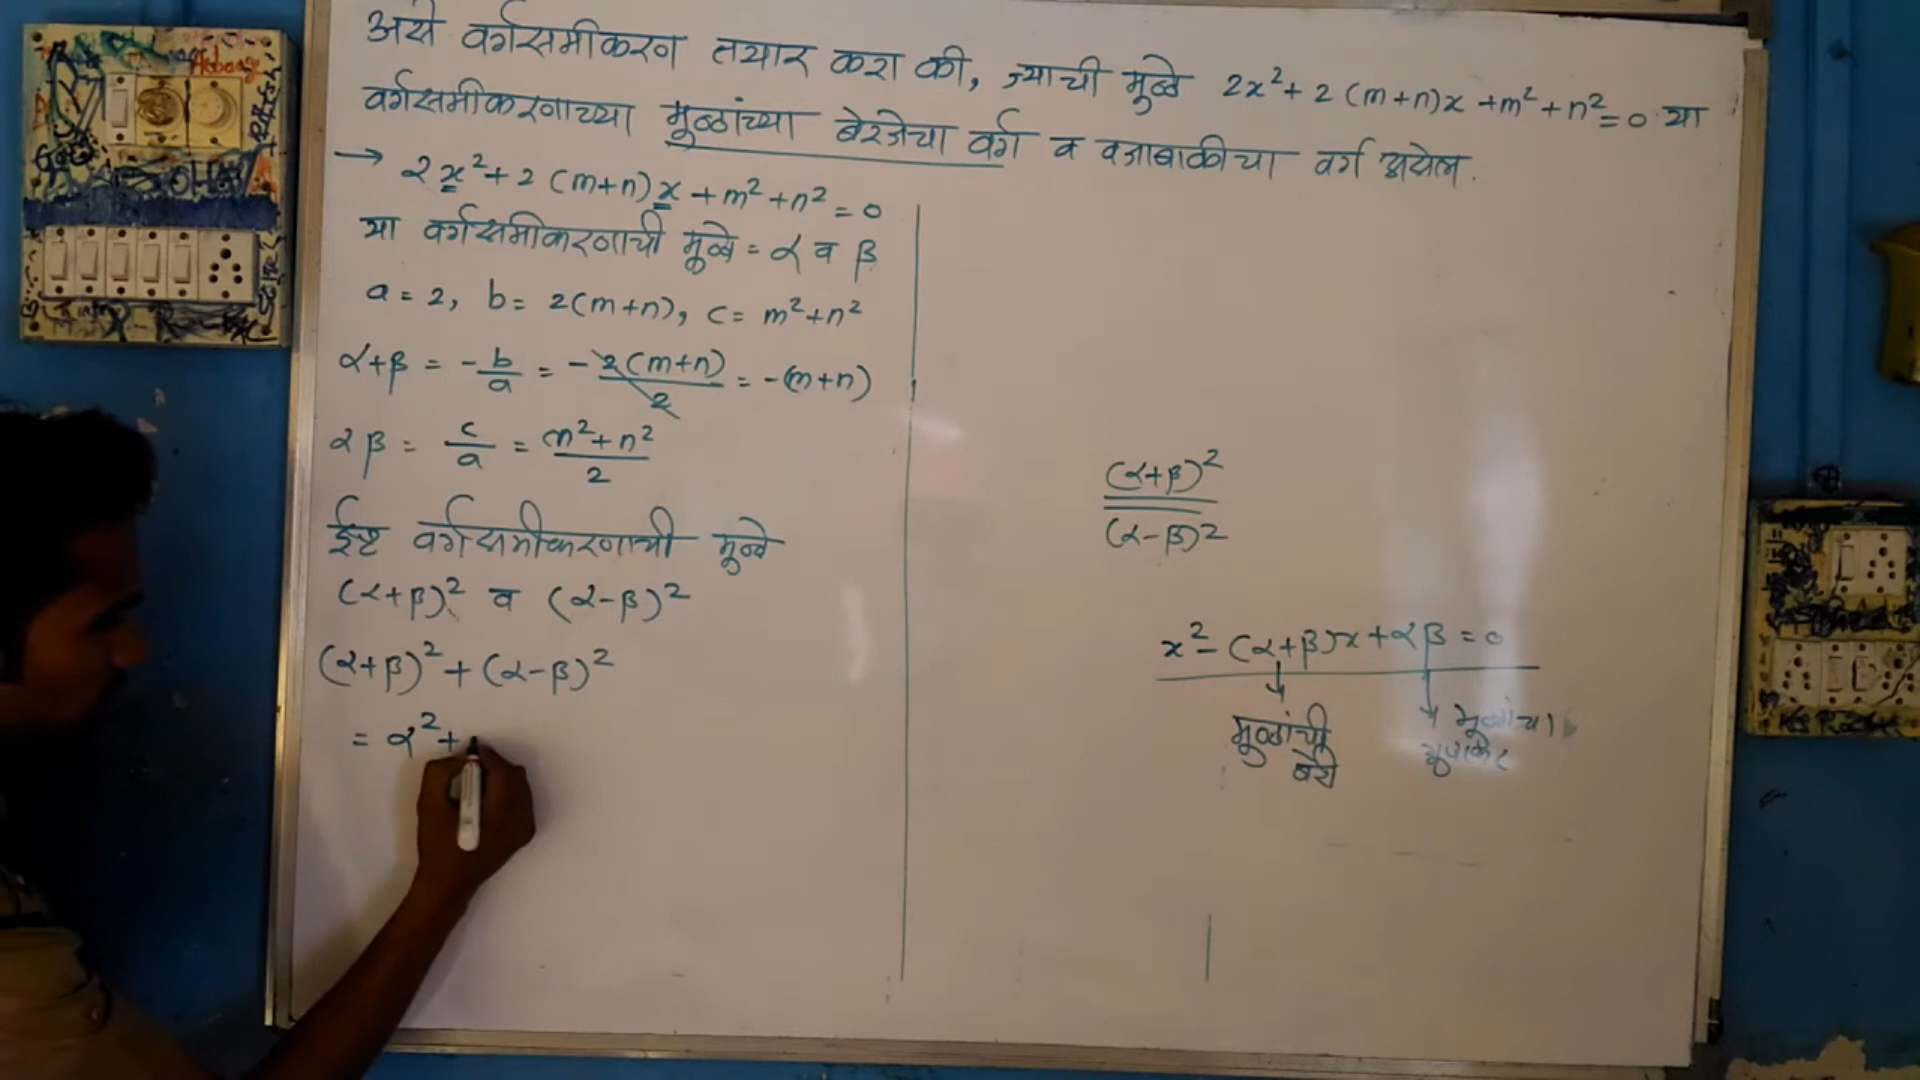 असे वर्गसमीकरण तयार करा की, ज्याची मुळे 2x²+2(m+n)x+m²+n²=0 या
वर्गसमीकरणाच्या मुळांच्या बेरजेचा वर्ग व वजाबाकीचा वर्ग असेल.
→ 2x²+2(m+n)x+m²+n²=0
या वर्गसमीकरणाची मुळे = α व β
a=2, b=2(m+n), c=m²+n²
α+β = -b/a = -2(m+n)/2 = -(m+n)
αβ = c/a = m²+n²/2
ईष्ट वर्गसमीकरणाची मुळे
(α+β)² व (α-β)²
(α+β)²+(α-β)²
= α²+
(α+β)²
(α-β)²
x²-(α+β)x+αβ=0
मुळांची
बेरी
मुळांचा
गुणाकार